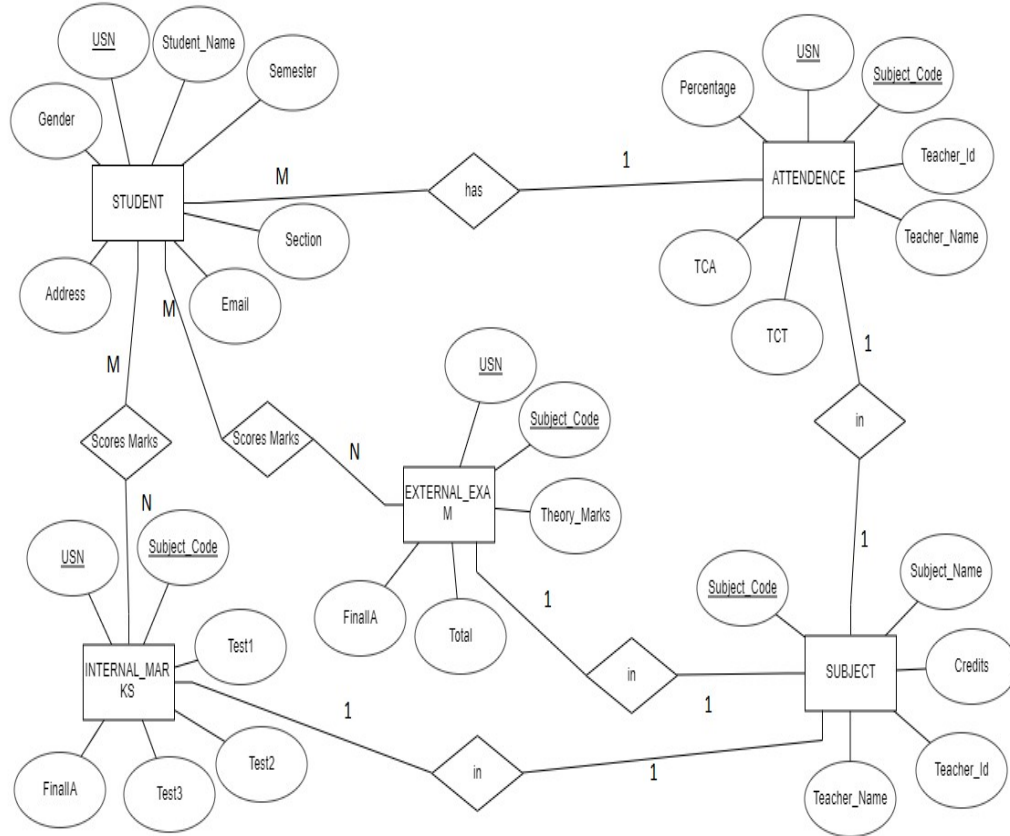 USN
Student_Name
Semester
Gender
STUDENT
Section
Address
Email
M
has
1
USN
Percentage
Subject_Code
ATTENDENCE
Teacher_Id
Teacher_Name
TCA
TCT
M
M
Scores Marks
Scores Marks
N
N
USN
Subject_Code
EXTERNAL_EXA
M
Theory_Marks
FinalIA
Total
1
in
1
USN
Subject_Code
INTERNAL_MAR
KS
Test1
Test2
Test3
FinalIA
1
in
1
1
in
1
Subject_Code
Subject_Name
SUBJECT
Credits
Teacher_Id
Teacher_Name